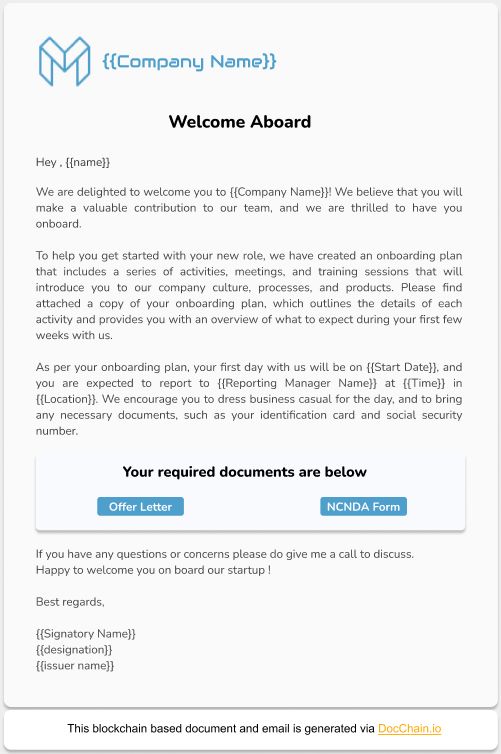 {{Company Name}}
Welcome Aboard
Hey , {{name}}
We are delighted to welcome you to {{Company Name}}! We believe that you will
make a valuable contribution to our team, and we are thrilled to have you
onboard.
To help you get started with your new role, we have created an onboarding plan
that includes a series of activities, meetings, and training sessions that will
introduce you to our company culture, processes, and products. Please find
attached a copy of your onboarding plan, which outlines the details of each
activity and provides you with an overview of what to expect during your first few
weeks with us.
As per your onboarding plan, your first day with us will be on {{Start Date}}, and
you are expected to report to {{Reporting Manager Name}} at {{Time}} in
{{Location}}. We encourage you to dress business casual for the day, and to bring
any necessary documents, such as your identification card and social security
number.
Your required documents are below
Offer Letter
NCNDA Form
If you have any questions or concerns please do give me a call to discuss.
Happy to welcome you on board our startup !
Best regards,
{{Signatory Name}}
{{designation}}
{{issuer name}}
This blockchain based document and email is generated via DocChain.io